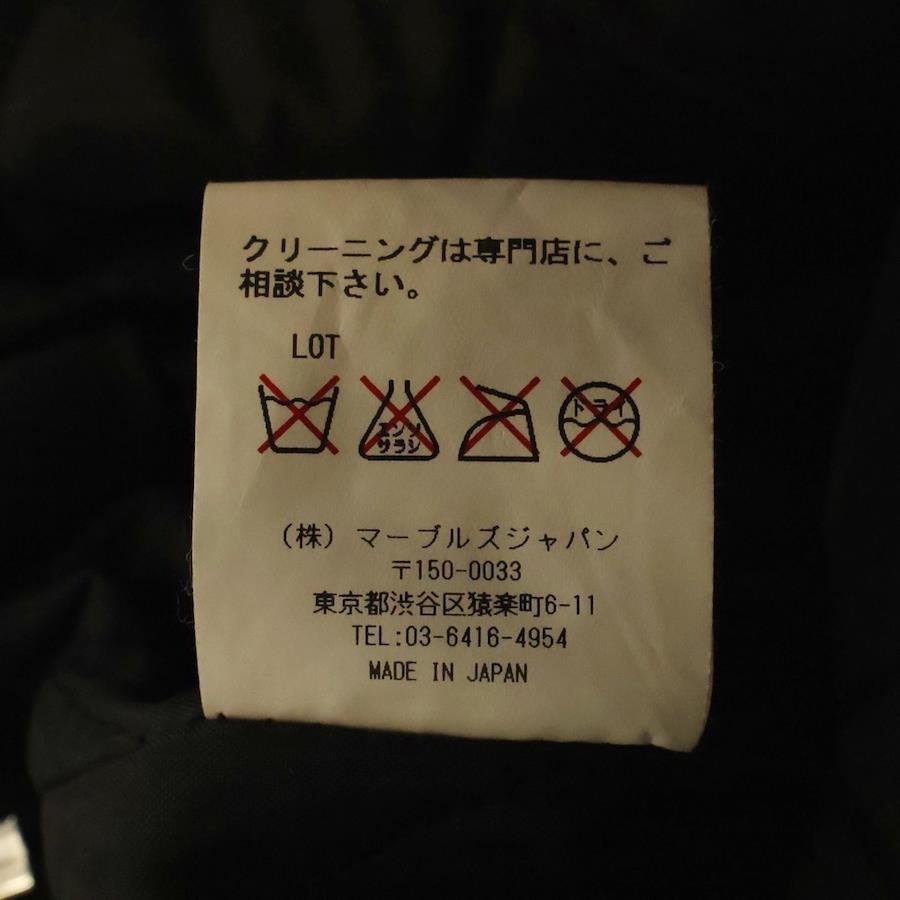 クリーニングは専門店に、ご
相談下さい。
LOT
エンソ
サラシ
ドライ
(株) マーブルズジャパン
〒150-0033
東京都渋谷区猿楽町6-11
TEL:03-6416-4954
MADE IN JAPAN